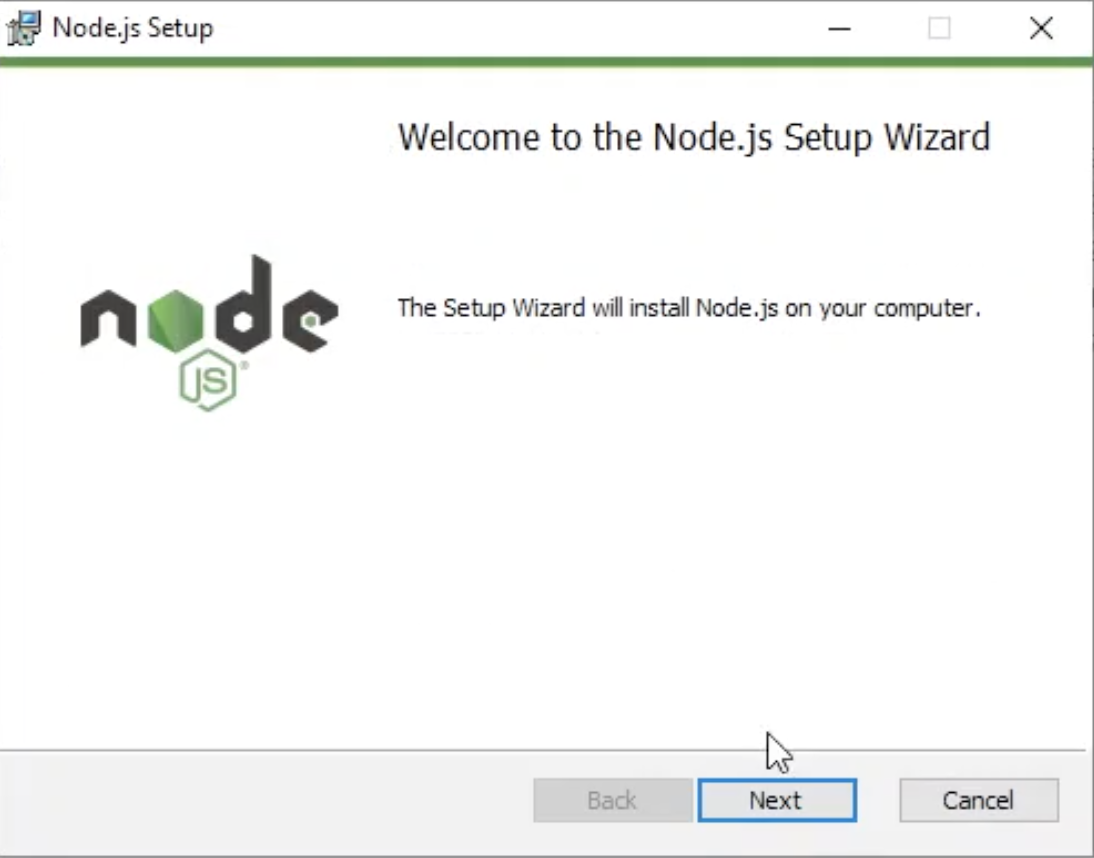 Node.js Setup
Welcome to the Node.js Setup Wizard
node
JS®
The Setup Wizard will install Node.js on your computer.
Back
Next
Cancel